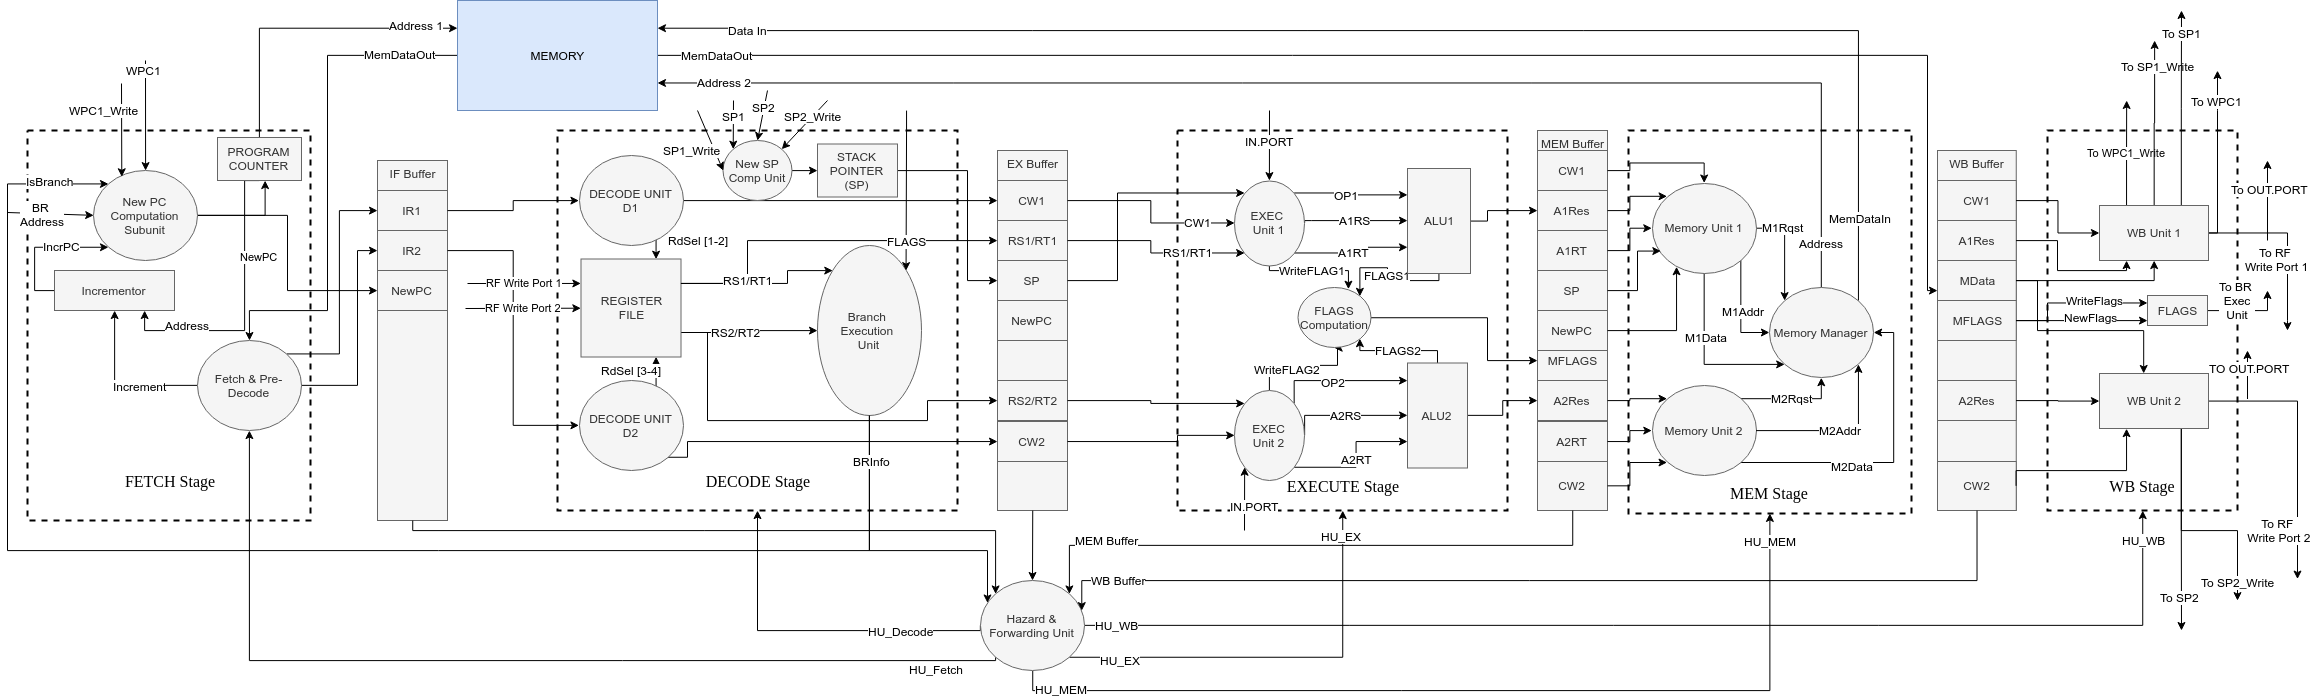 Address 1
MemDataOut
MEMORY
Data In
MemDataOut
Address 2
WPC1
WPC1_Write
PROGRAM
COUNTER
IsBranch
BR
Address
New PC
Computation
Subunit
IncrPC
NewPC
Incrementor
Address
Increment
Fetch & Pre-
Decode
FETCH Stage
IF Buffer
IR1
IR2
NewPC
SP1_Write
SP1
SP2
SP2_Write
New SP
Comp Unit
STACK
POINTER
(SP)
DECODE UNIT
D1
RdSel [1-2]
FLAGS
RF Write Port 1
RF Write Port 2
REGISTER
FILE
RS1/RT1
RS2/RT2
Branch
Execution
Unit
RdSel [3-4]
DECODE UNIT
D2
BRInfo
DECODE Stage
EX Buffer
CW1
RS1/RT1
SP
NewPC
RS2/RT2
CW2
IN.PORT
CW1
RS1/RT1
EXEC
Unit 1
OP1
A1RS
A1RT
ALU1
WriteFLAG1
FLAGS1
FLAGS
Computation
FLAGS2
WriteFLAG2
OP2
A2RS
A2RT
EXEC
Unit 2
ALU2
IN.PORT
EXECUTE Stage
MEM Buffer
CW1
A1Res
A1RT
SP
NewPC
MFLAGS
A2Res
A2RT
CW2
Memory Unit 1
M1Rqst
Address
MemDataIn
M1Addr
M1Data
Memory Manager
M2Rqst
Memory Unit 2
M2Addr
M2Data
MEM Stage
WB Buffer
CW1
A1Res
MData
MFLAGS
A2Res
CW2
To SP1
To SP1_Write
To WPC1
To WPC1_Write
To OUT.PORT
WB Unit 1
To RF
Write Port 1
WriteFlags
NewFlags
FLAGS
To BR
Exec
Unit
TO OUT.PORT
WB Unit 2
WB Stage
To RF
Write Port 2
To SP2_Write
To SP2
HU_EX
MEM Buffer
HU_MEM
HU_WB
WB Buffer
Hazard &
Forwarding Unit
HU_Decode
HU_WB
HU_Fetch
HU_EX
HU_MEM